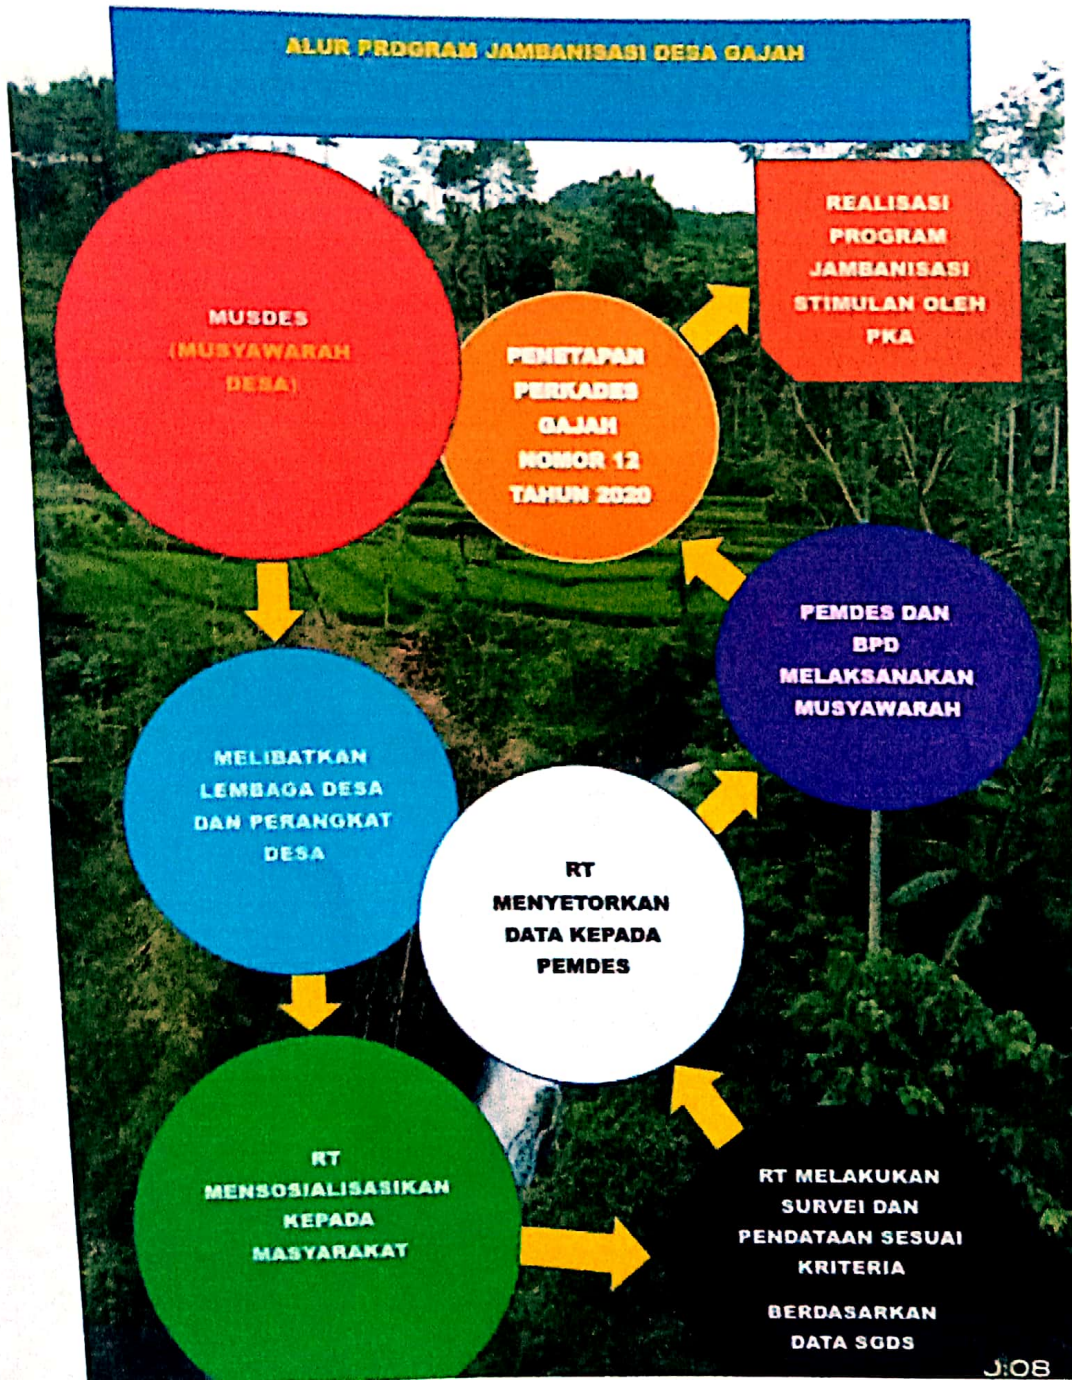 ALUR PROGRAM JAMBANISASI DESA GAJAH
MUSDES
(MUSYAWARAH
DESA)
MELIBATKAN
LEMBAGA DESA
DAN PERANGKAT
DESA
RT
MENSOSIALISASIKAN
KEPADA
MASYARAKAT
RT MELAKUKAN
SURVEI DAN
PENDATAAN SESUAI
KRITERIA
BERDASARKAN
DATA SGDS
RT
MENYETORKAN
DATA KEPADA
PEMDES
PEMDES DAN
BPD
MELAKSANAKAN
MUSYAWARAH
PENETAPAN
PERKADES
GAJAH
NOMOR 12
TAHUN 2020
REALISASI
PROGRAM
JAMBANISASI
STIMULAN OLEH
PKA
J:08